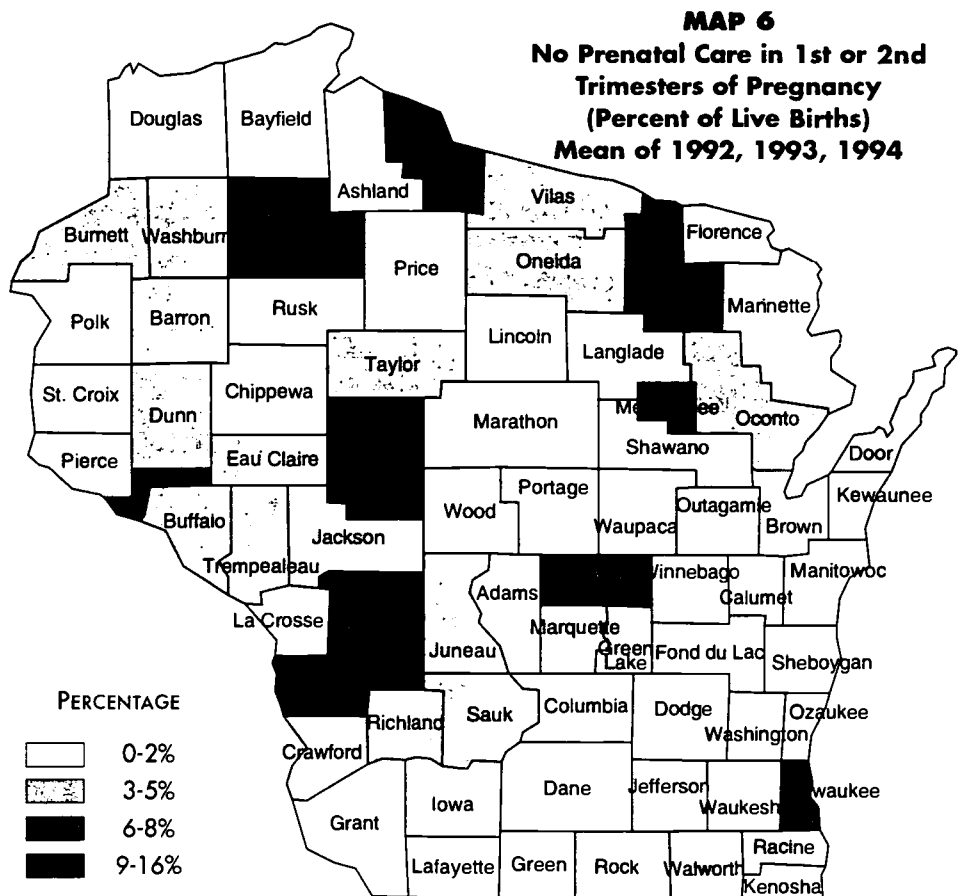 MAP 6
No Prenatal Care in 1st or 2nd
Trimesters of Pregnancy
(Percent of Live Births)
Mean of 1992, 1993, 1994
Douglas
Bayfield
Ashland
Vilas
Burnett
Washburn
Florence
Oneida
Price
Marinette
Polk
Barron
Rusk
Lincoln
Langlade
Taylor
St. Croix
Chippewa
Dunn
Marathon
Oconto
Shawano
Pierce
Eau Claire
Door
Portage
Kewaunee
Wood
Outagamie
Buffalo
Waupaca
Brown
Jackson
Trempealeau
Manitowoc
Adams
Calumet
La Crosse
Marquette
Green
Lake
Juneau
Fond du Lac
Sheboygan
PERCENTAGE
Columbia
Dodge
Ozaukee
Richland
Sauk
Washington
Crawford
0-2%
3-5%
6-8%
9-16%
Dane
Jefferson
waukee
Iowa
Waukesh
Grant
Racine
Lafayette
Green
Rock
Walworth
Kenosha